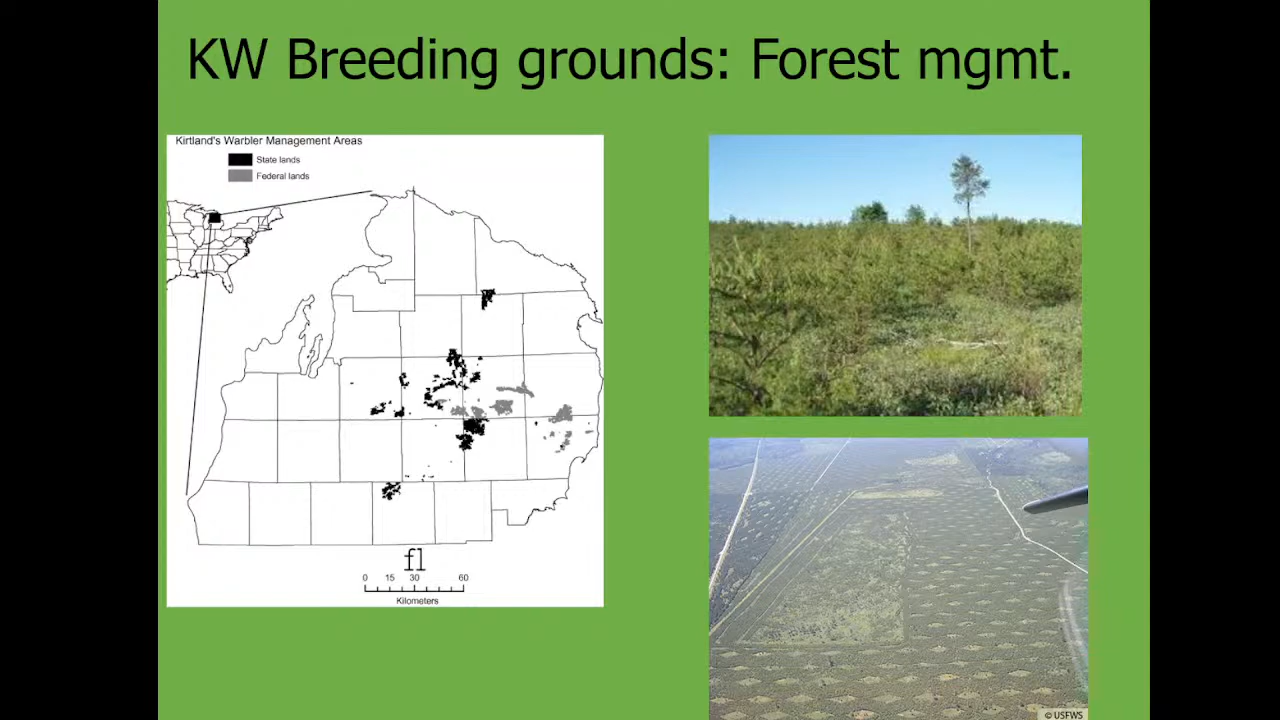 KW Breeding grounds: Forest mgmt.
Kirtland's Warbler Management Areas
State lands
Federal lands
fl
0 15 30 60
Kilometers
© USFWS